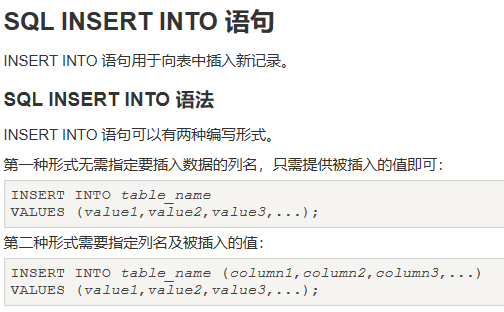 SQL INSERT INTO 语句
INSERT INTO 语句用于向表中插入新记录。
SQL INSERT INTO 语法
INSERT INTO 语句可以有两种编写形式。
第一种形式无需指定要插入数据的列名，只需提供被插入的值即可：
INSERT INTO table_name
VALUES (value1,value2,value3,...);
第二种形式需要指定列名及被插入的值：
INSERT INTO table_name (column1,column2,column3,...)
VALUES (value1,value2,value3,...);